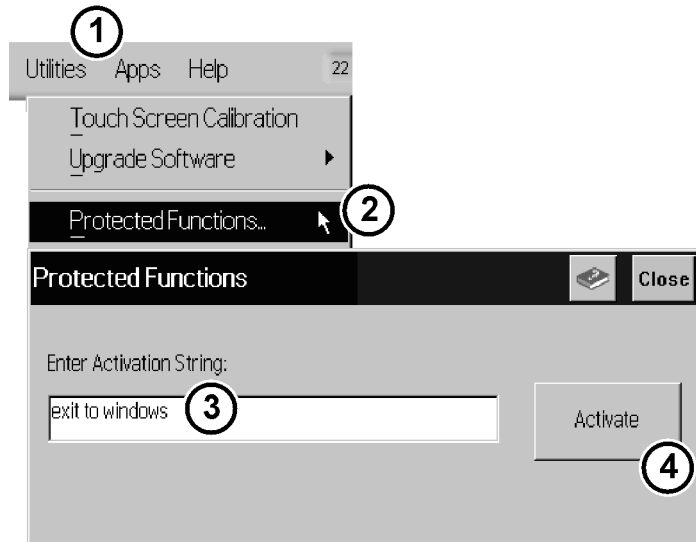 1
Utilities Apps Help 22
Touch Screen Calibration
Upgrade Software
Protected Functions... 2
Protected Functions Close
Enter Activation String:
exit to windows 3
Activate
4